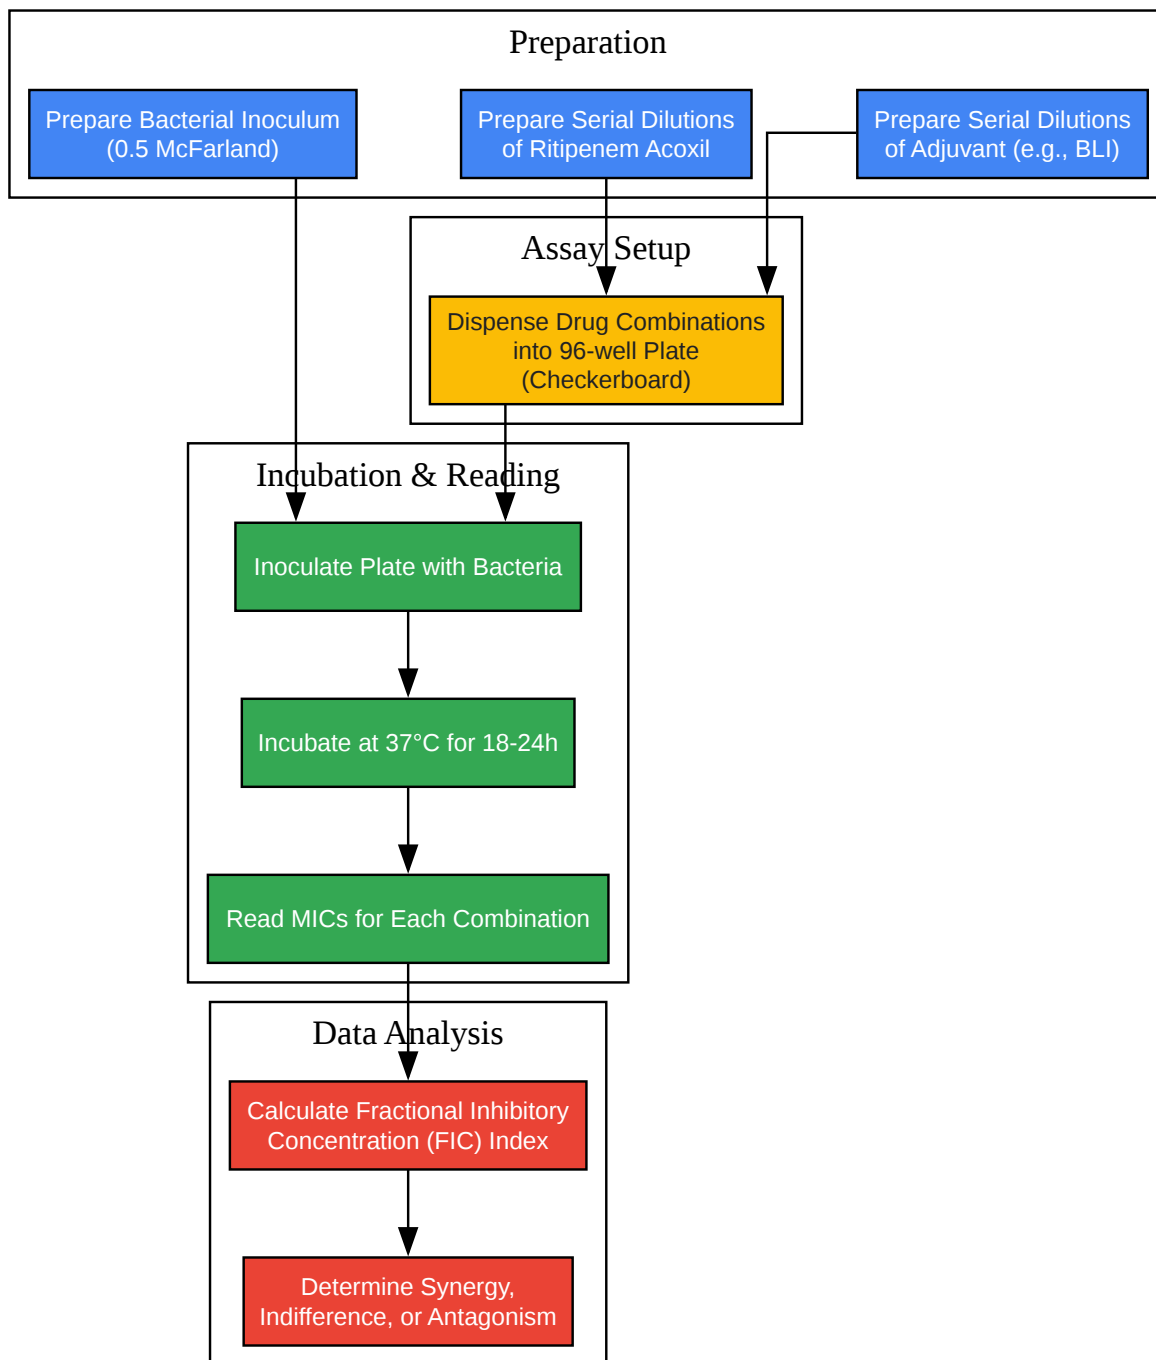 Preparation
Prepare Bacterial Inoculum
(0.5 McFarland)
Prepare Serial Dilutions
of Ritipenem Acoxil
Prepare Serial Dilutions
of Adjuvant (e.g., BLI)
Assay Setup
Dispense Drug Combinations
into 96-well Plate
(Checkerboard)
Incubation & Reading
Inoculate Plate with Bacteria
Incubate at 37°C for 18-24h
Read MICs for Each Combination
Data Analysis
Calculate Fractional Inhibitory
Concentration (FIC) Index
Determine Synergy,
Indifference, or Antagonism